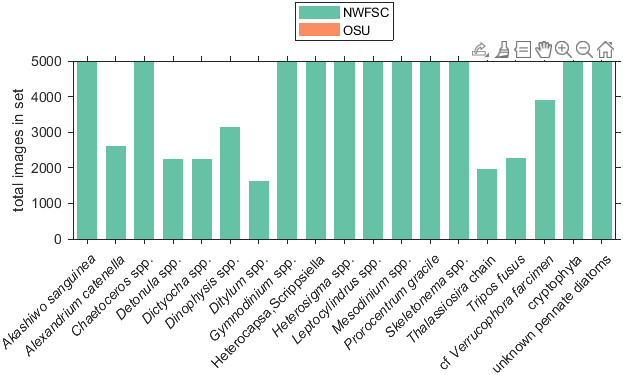 NWFSC
OSU
total images in set
5000
4000
3000
2000
1000
0
Akashiwo sanguinea
Alexandrium catenella
Chaetoceros spp.
Detonula spp.
Dictyocha spp.
Dinophysis spp.
Ditylum spp.
Gymnodinium spp.
Heterocapsa,Scrippsiella
Heterosigma spp.
Leptocylindrus spp.
Mesodinium spp.
Prorocentrum gracile
Skeletonema spp.
Thalassiosira chain
Tripos fusus
cf Verrucophora farcimen
cryptophyta
unknown pennate diatoms